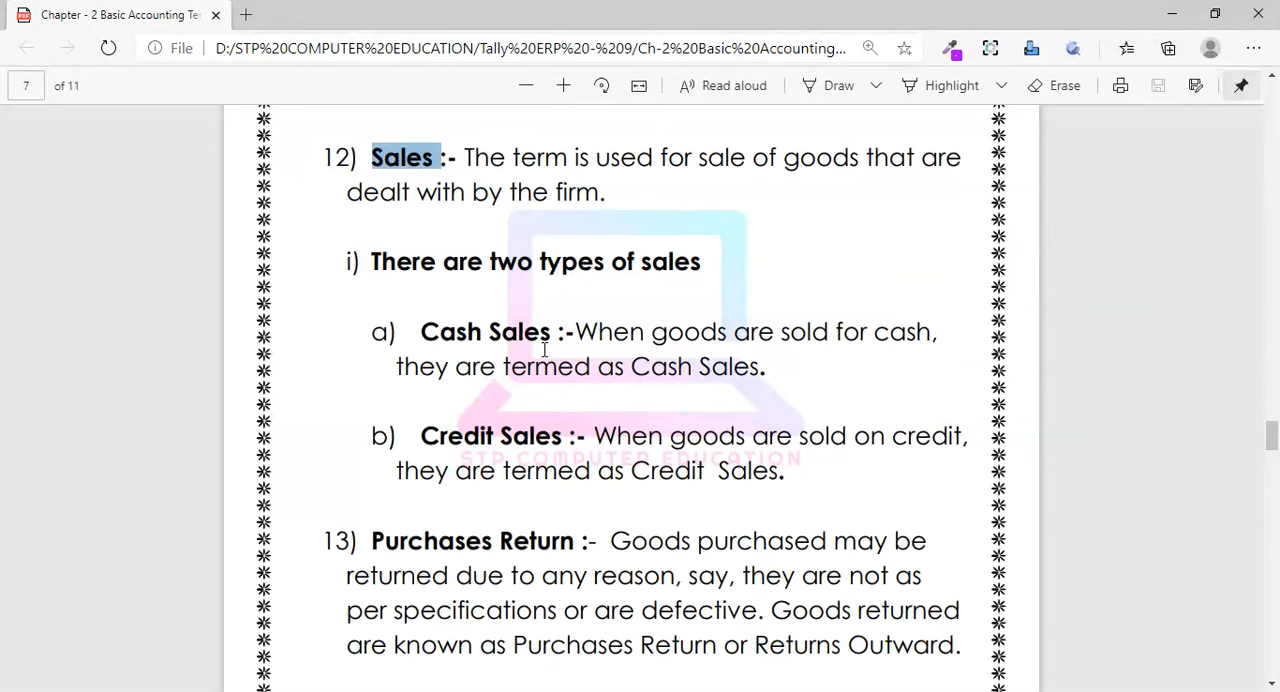 Chapter - 2 Basic Accounting Ter
File D:/STP%20COMPUTER%20EDUCATION/Tally%20ERP%20-%209/Ch-2%20Basic%20Accounting...
7 of 11 Read aloud Draw Highlight Erase
12) Sales :- The term is used for sale of goods that are
dealt with by the firm.
i) There are two types of sales
a) Cash Sales :-When goods are sold for cash,
they are termed as Cash Sales.
b) Credit Sales :- When goods are sold on credit,
STP COMPUTER EDUCATION
they are termed as Credit Sales.
13) Purchases Return :- Goods purchased may be
returned due to any reason, say, they are not as
per specifications or are defective. Goods returned
are known as Purchases Return or Returns Outward.